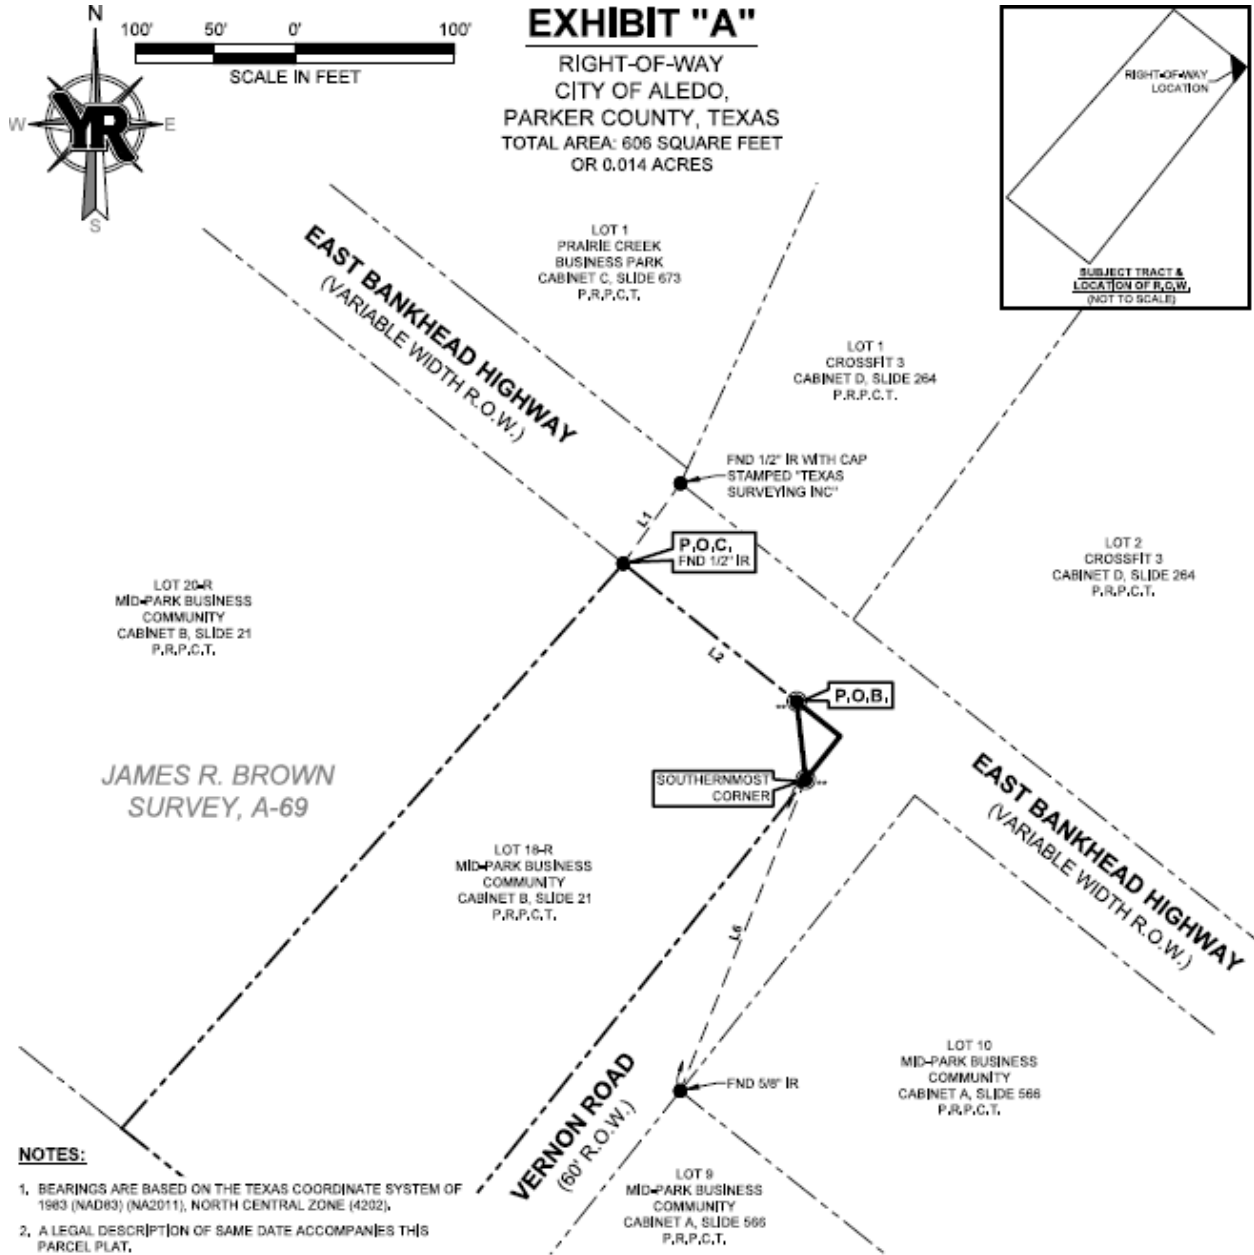 EXHIBIT "A"
RIGHT-OF-WAY
CITY OF ALEDO,
PARKER COUNTY, TEXAS
TOTAL AREA: 606 SQUARE FEET
OR 0.014 ACRES
N
W
E
S
YR
100' 50' 0' 100'
SCALE IN FEET
RIGHT-OF-WAY
LOCATION
SUBJECT TRACT &
LOCATION OF R.O.W.
(NOT TO SCALE)
EAST BANKHEAD HIGHWAY
(VARIABLE WIDTH R.O.W.)
LOT 1
PRAIRIE CREEK
BUSINESS PARK
CABINET C, SLIDE 673
P.R.P.C.T.
LOT 1
CROSSFIT 3
CABINET D, SLIDE 264
P.R.P.C.T.
FND 1/2" IR WITH CAP
STAMPED "TEXAS
SURVEYING INC"
L1
P.O.C.
FND 1/2" IR
LOT 2
CROSSFIT 3
CABINET D, SLIDE 264
P.R.P.C.T.
LOT 20-R
MID-PARK BUSINESS
COMMUNITY
CABINET B, SLIDE 21
P.R.P.C.T.
L2
P.O.B.
JAMES R. BROWN
SURVEY, A-69
SOUTHERNMOST
CORNER
EAST BANKHEAD HIGHWAY
(VARIABLE WIDTH R.O.W.)
LOT 18-R
MID-PARK BUSINESS
COMMUNITY
CABINET B, SLIDE 21
P.R.P.C.T.
L6
LOT 10
MID-PARK BUSINESS
COMMUNITY
CABINET A, SLIDE 566
P.R.P.C.T.
FND 5/8" IR
VERNON ROAD
(60' R.O.W.)
LOT 9
MID-PARK BUSINESS
COMMUNITY
CABINET A, SLIDE 566
P.R.P.C.T.
NOTES:
1. BEARINGS ARE BASED ON THE TEXAS COORDINATE SYSTEM OF
1983 (NAD83) (NA2011), NORTH CENTRAL ZONE (4202).
2. A LEGAL DESCRIPTION OF SAME DATE ACCOMPANIES THIS
PARCEL PLAT.